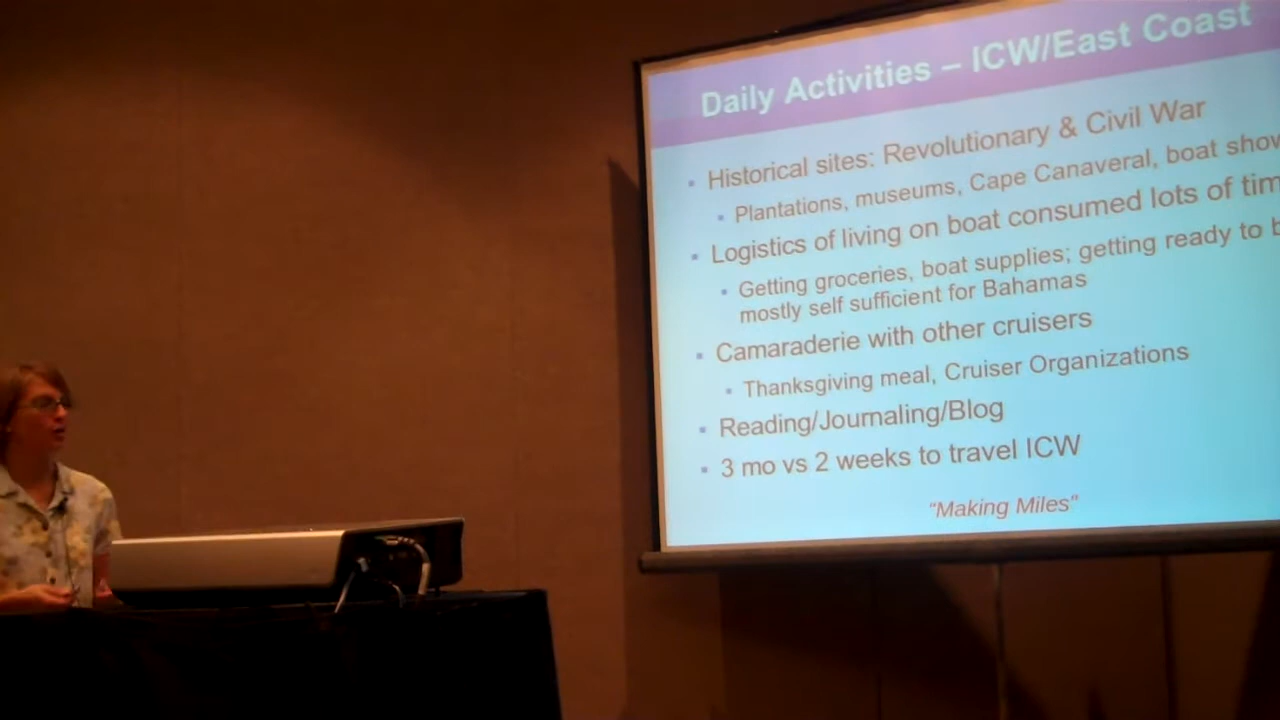 Daily Activities – ICW/East Coast
Historical sites: Revolutionary & Civil War
Plantations, museums, Cape Canaveral, boat
Logistics of living on boat consumed lots of
Getting groceries, boat supplies; getting ready to
mostly self sufficient for Bahamas
Camaraderie with other cruisers
Thanksgiving meal, Cruiser Organizations
Reading/Journaling/Blog
3 mo vs 2 weeks to travel ICW
"Making Miles"